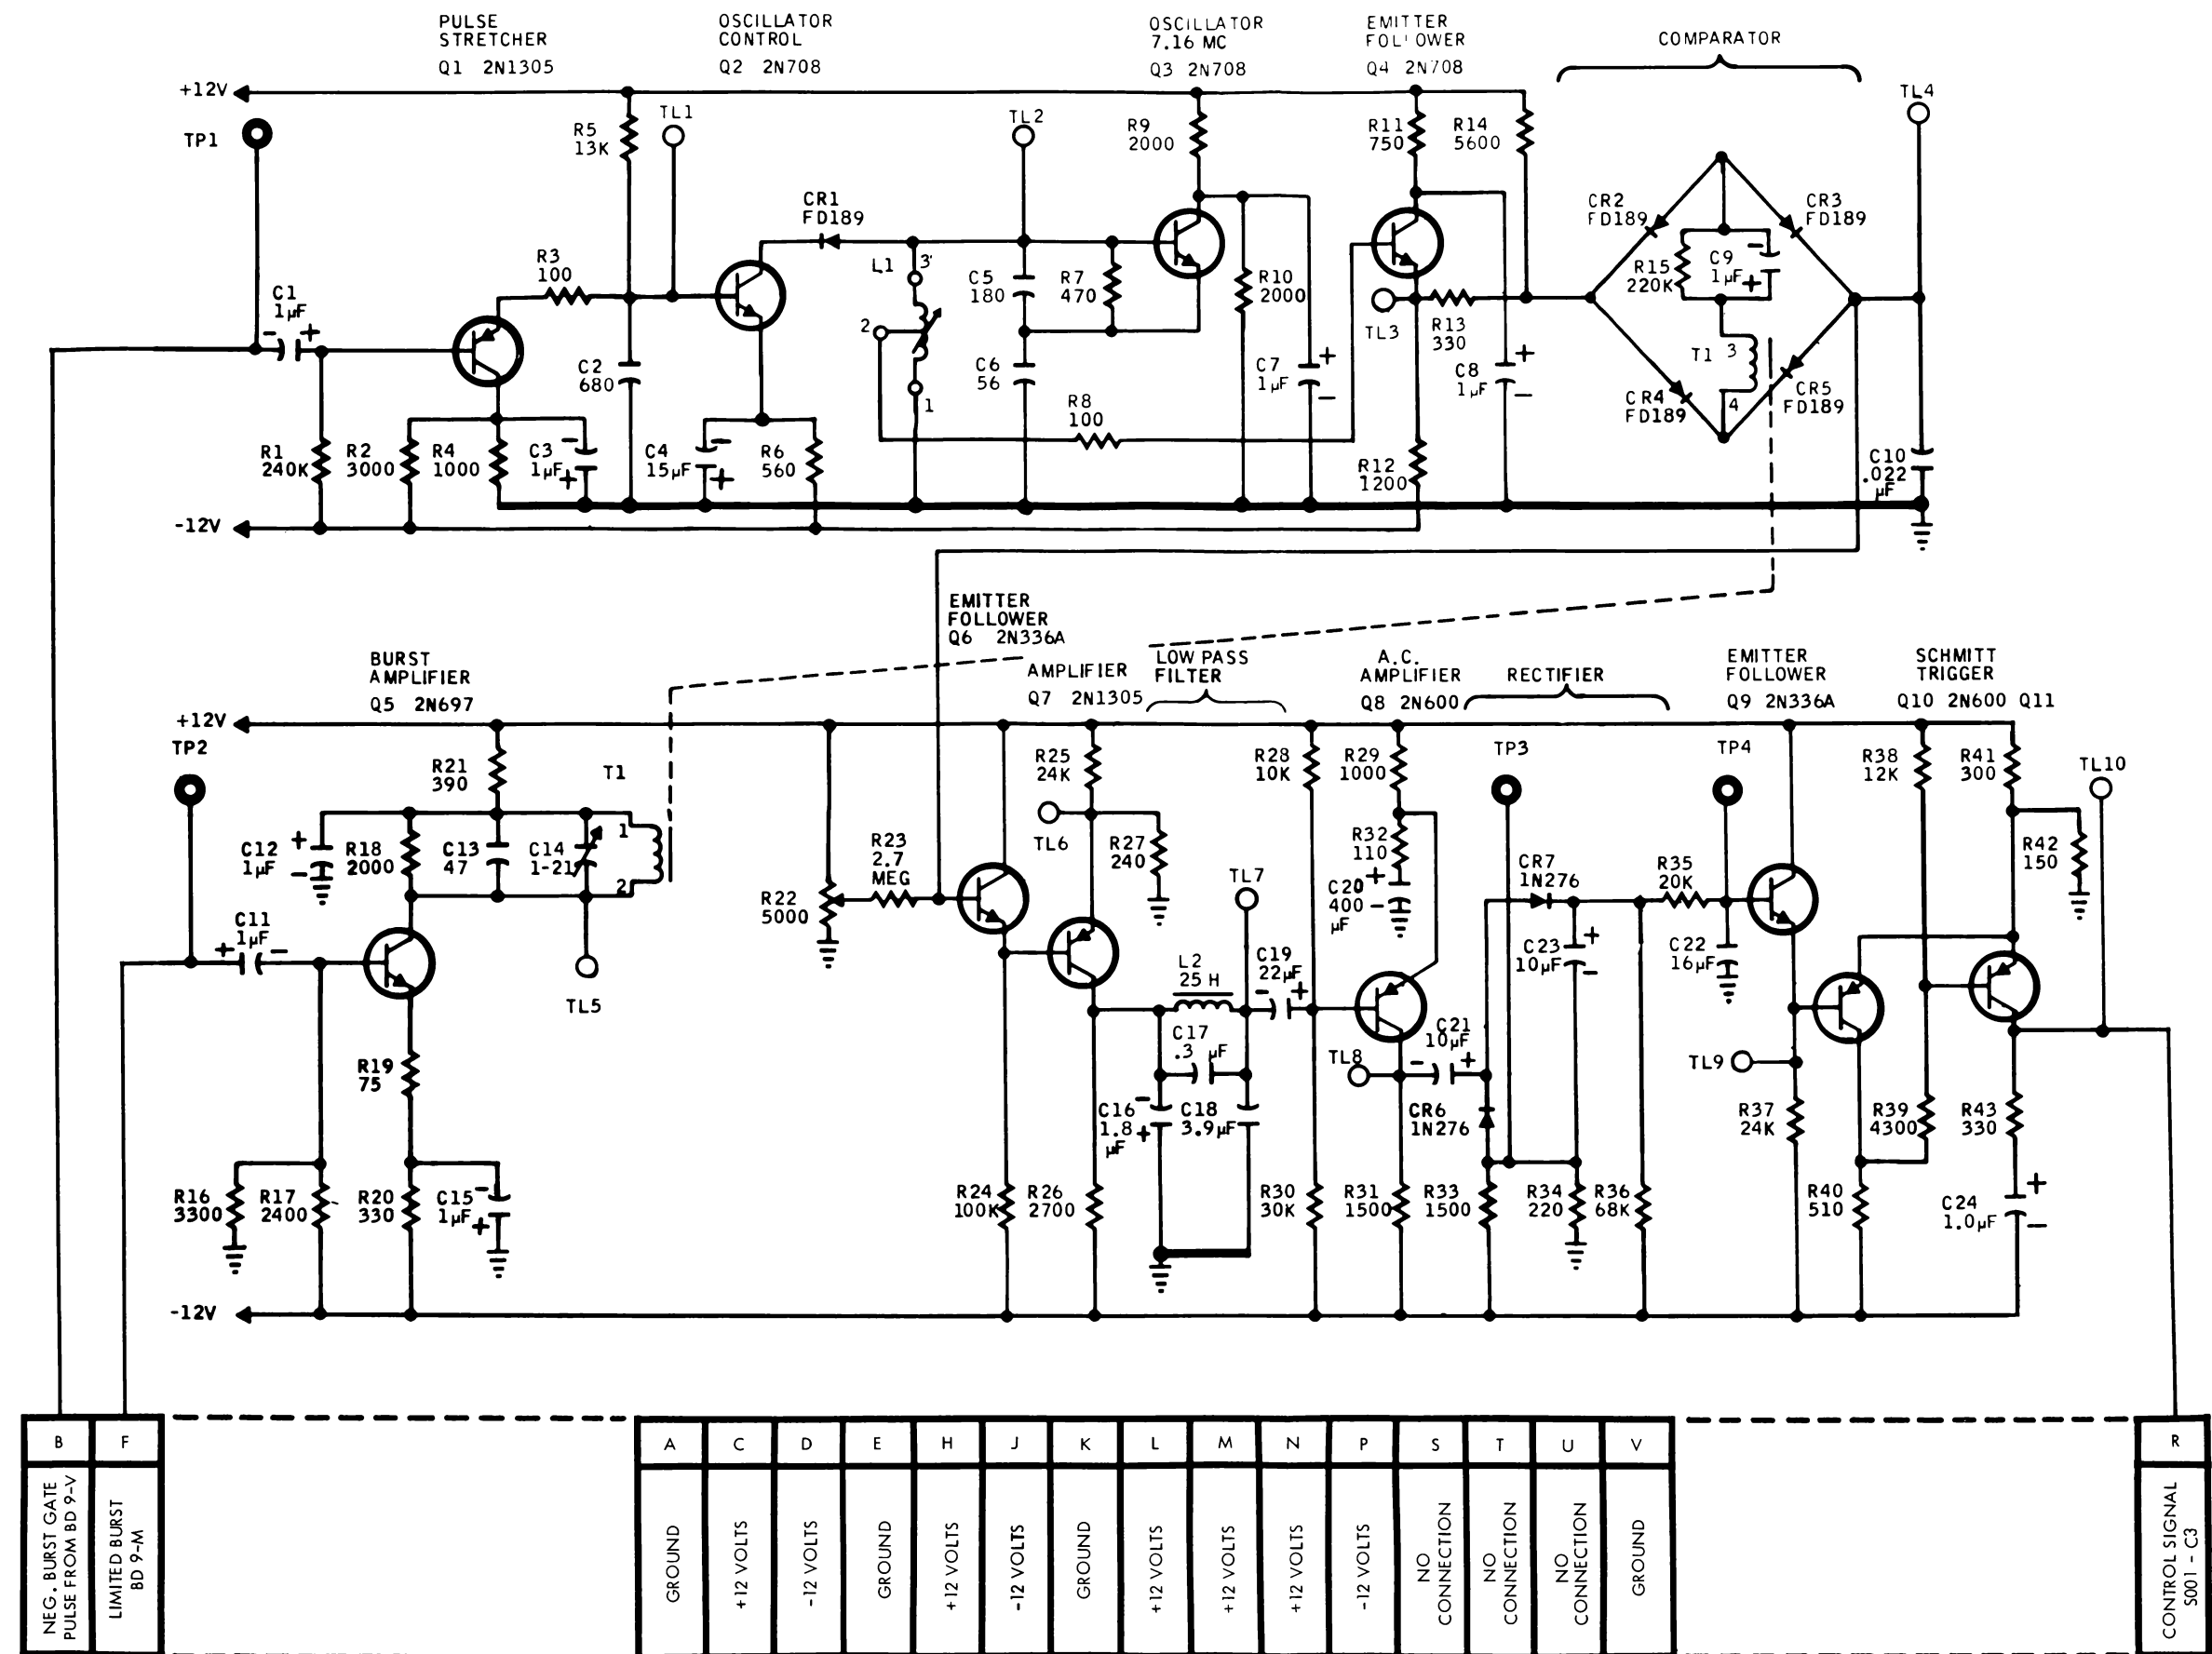 PULSE
STRETCHER
Q1 2N1305
OSCILLATOR
CONTROL
Q2 2N708
OSCILLATOR
7.16 MC
Q3 2N708
EMITTER
FOL'OWER
Q4 2N708
COMPARATOR
+12V
TP1
R5
13K
TL1
TL2
R9
2000
R11
750
R14
5600
TL4
CR1
FD189
CR2
FD189
CR3
FD189
R3
100
L1
3
2
1
C5
180
R7
470
R10
2000
R15
220K
C9
1µF
-
+
C1
1µF
-
+
TL3
R13
330
C2
680
C6
56
C7
1µF
+
-
C8
1µF
+
-
T1
3
4
CR4
FD189
CR5
FD189
R8
100
R1
240K
R2
3000
R4
1000
C3
1µF
-
+
C4
15µF
-
+
R6
560
R12
1200
C10
.022
µF
-12V
EMITTER
FOLLOWER
Q6 2N336A
BURST
AMPLIFIER
Q5 2N697
AMPLIFIER
Q7 2N1305
LOW PASS
FILTER
A.C.
AMPLIFIER
Q8 2N600
RECTIFIER
EMITTER
FOLLOWER
Q9 2N336A
SCHMITT
TRIGGER
Q10 2N600 Q11
+12V
TP2
R21
390
T1
1
2
R25
24K
R28
10K
R29
1000
TP3
TP4
R38
12K
R41
300
TL10
C12
1µF
+
-
R18
2000
C13
47
C14
1-21
R23
2.7
MEG
TL6
R27
240
R32
110
CR7
1N276
R35
20K
R42
150
R22
5000
TL7
C20
400
µF
+
-
C11
1µF
+
-
C23
10µF
+
-
C22
16µF
L2
25 H
C19
22µF
-
+
TL5
C17
.3 µF
C21
10µF
-
+
TL8
TL9
R19
75
C16
1.8
µF
-
+
C18
3.9µF
CR6
1N276
R37
24K
R39
4300
R43
330
R16
3300
R17
2400
R20
330
C15
1µF
-
+
R24
100K
R26
2700
R30
30K
R31
1500
R33
1500
R34
220
R36
68K
R40
510
C24
1.0µF
+
-
-12V
B
F
A
C
D
E
H
J
K
L
M
N
P
S
T
U
V
R
NEG. BURST GATE
PULSE FROM BD 9-V
LIMITED BURST
BD 9-M
GROUND
+12 VOLTS
-12 VOLTS
GROUND
+12 VOLTS
-12 VOLTS
GROUND
+12 VOLTS
+12 VOLTS
+12 VOLTS
-12 VOLTS
NO
CONNECTION
NO
CONNECTION
NO
CONNECTION
GROUND
CONTROL SIGNAL
S001 - C3